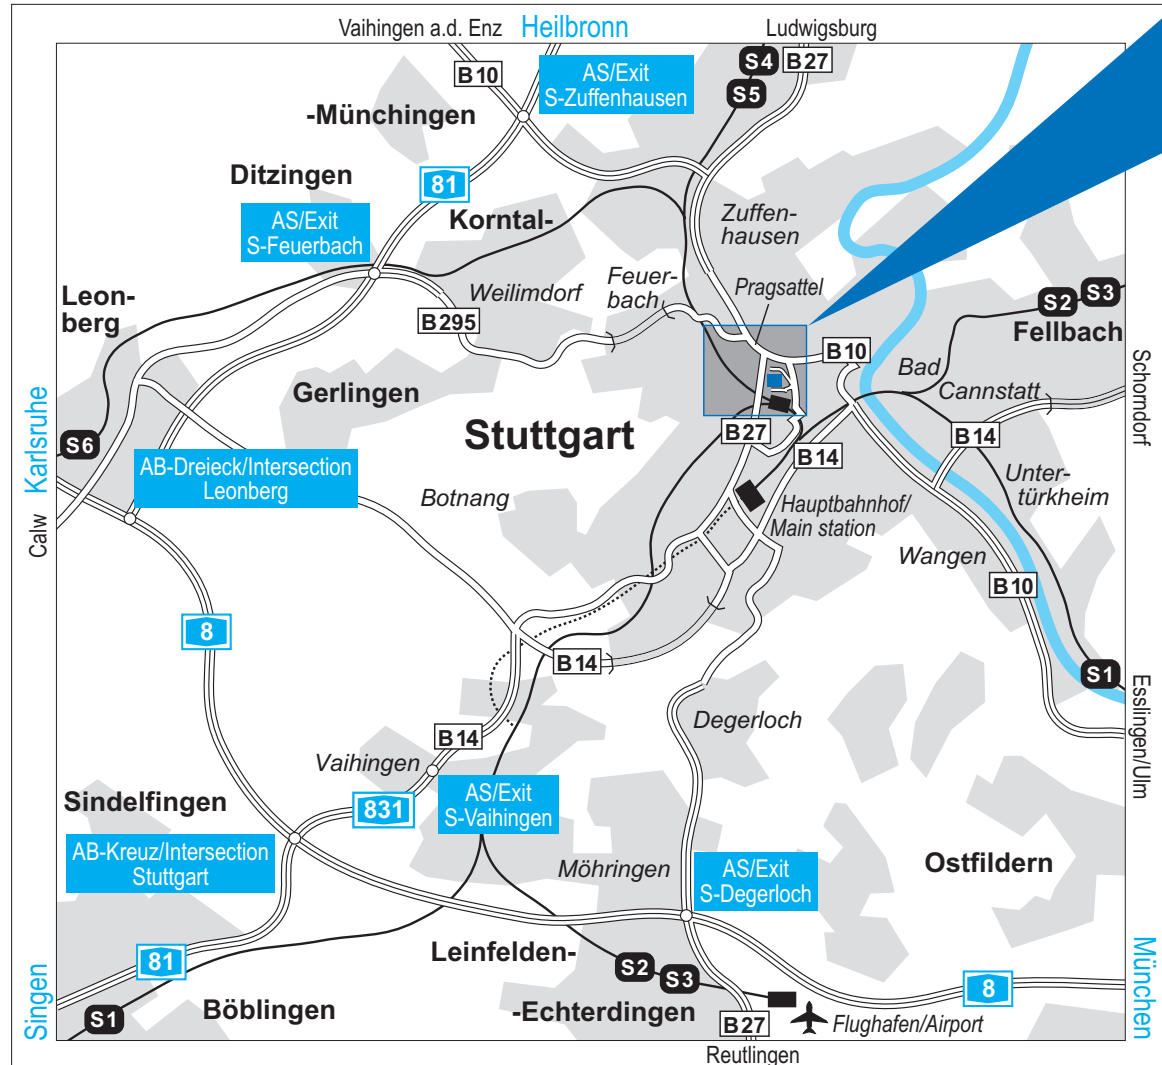 Vaihingen a.d. Enz
Heilbronn
Ludwigsburg
B10
AS/Exit
S-Zuffenhausen
S4
B27
S5
-Münchingen
Ditzingen
81
Korntal-
AS/Exit
S-Feuerbach
Zuffen-
hausen
Leon-
berg
Weilimdorf
Feuer-
bach
Pragsattel
B295
S2
S3
Fellbach
B10
Bad
Cannstatt
Schorndorf
Gerlingen
Karlsruhe
Stuttgart
B27
B14
B14
S6
AB-Dreieck/Intersection
Leonberg
Botnang
Hauptbahnhof/
Main station
Unter-
türkheim
Calw
Wangen
B10
8
B14
S1
Esslingen/Ulm
Degerloch
B14
Vaihingen
Sindelfingen
831
AS/Exit
S-Vaihingen
AB-Kreuz/Intersection
Stuttgart
Möhringen
AS/Exit
S-Degerloch
Ostfildern
Leinfelden-
81
S2
S3
8
München
Singen
S1
Böblingen
-Echterdingen
B27
Flughafen/Airport
Reutlingen